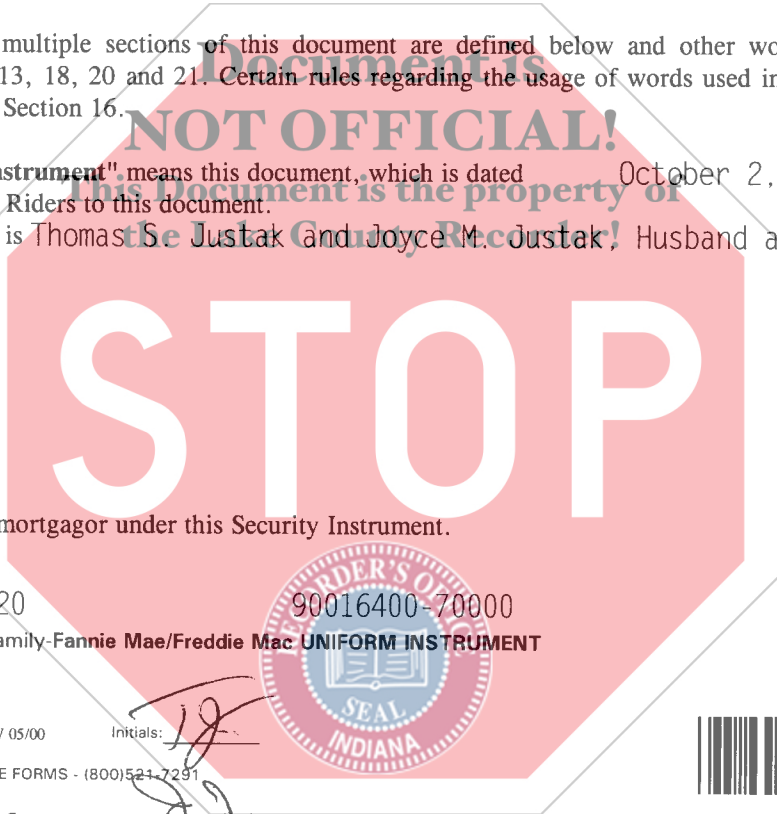 multiple sections of this document are defined below and other wo
Document is
13, 18, 20 and 21. Certain rules regarding the usage of words used in
Section 16.
NOT OFFICIAL!
strument" means this document, which is dated October 2,
This Document is the property of
Riders to this document.
is Thomas S. Justak and Joyce M. Justak, Husband a
the Lake County Recorder!
STOP
mortgagor under this Security Instrument.
RECORDER'S OFFICE
20 90016400-70000
amily-Fannie Mae/Freddie Mac UNIFORM INSTRUMENT
SEAL
INDIANA
05/00 Initials: TJ
E FORMS - (800)521-7291